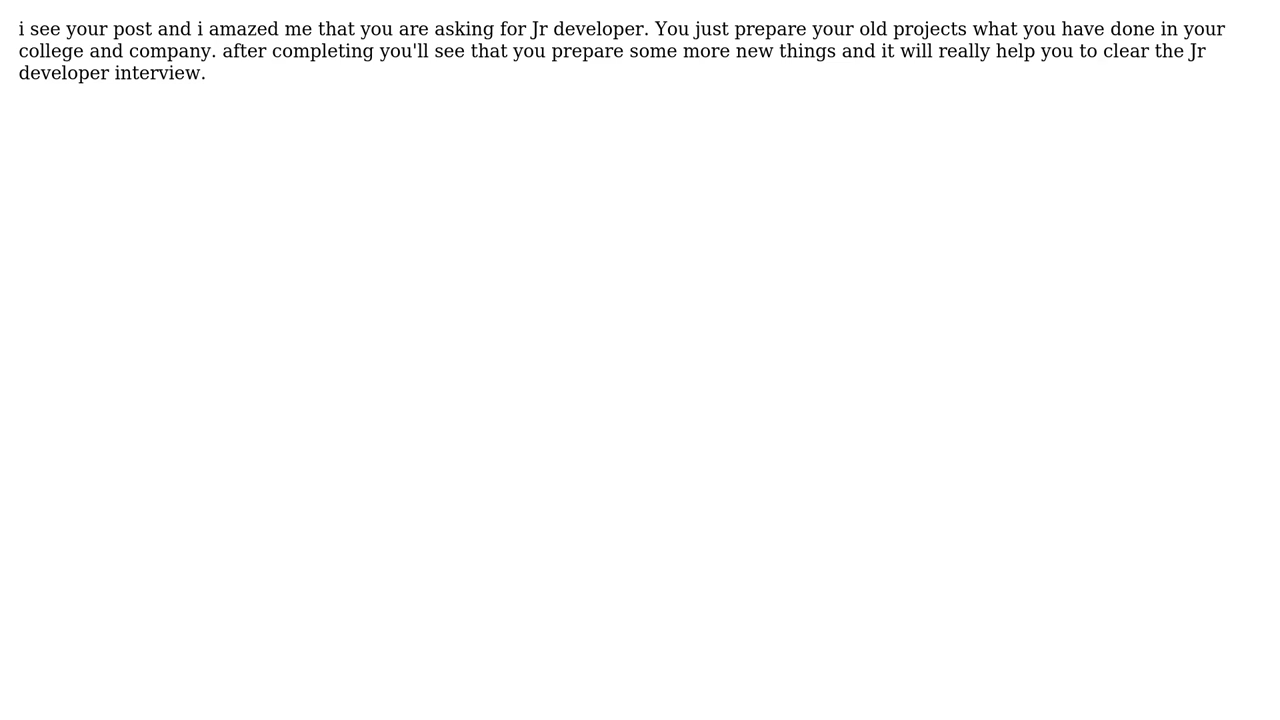 i see your post and i amazed me that you are asking for Jr developer. You just prepare your old projects what you have done in your
college and company. after completing you'll see that you prepare some more new things and it will really help you to clear the Jr
developer interview.